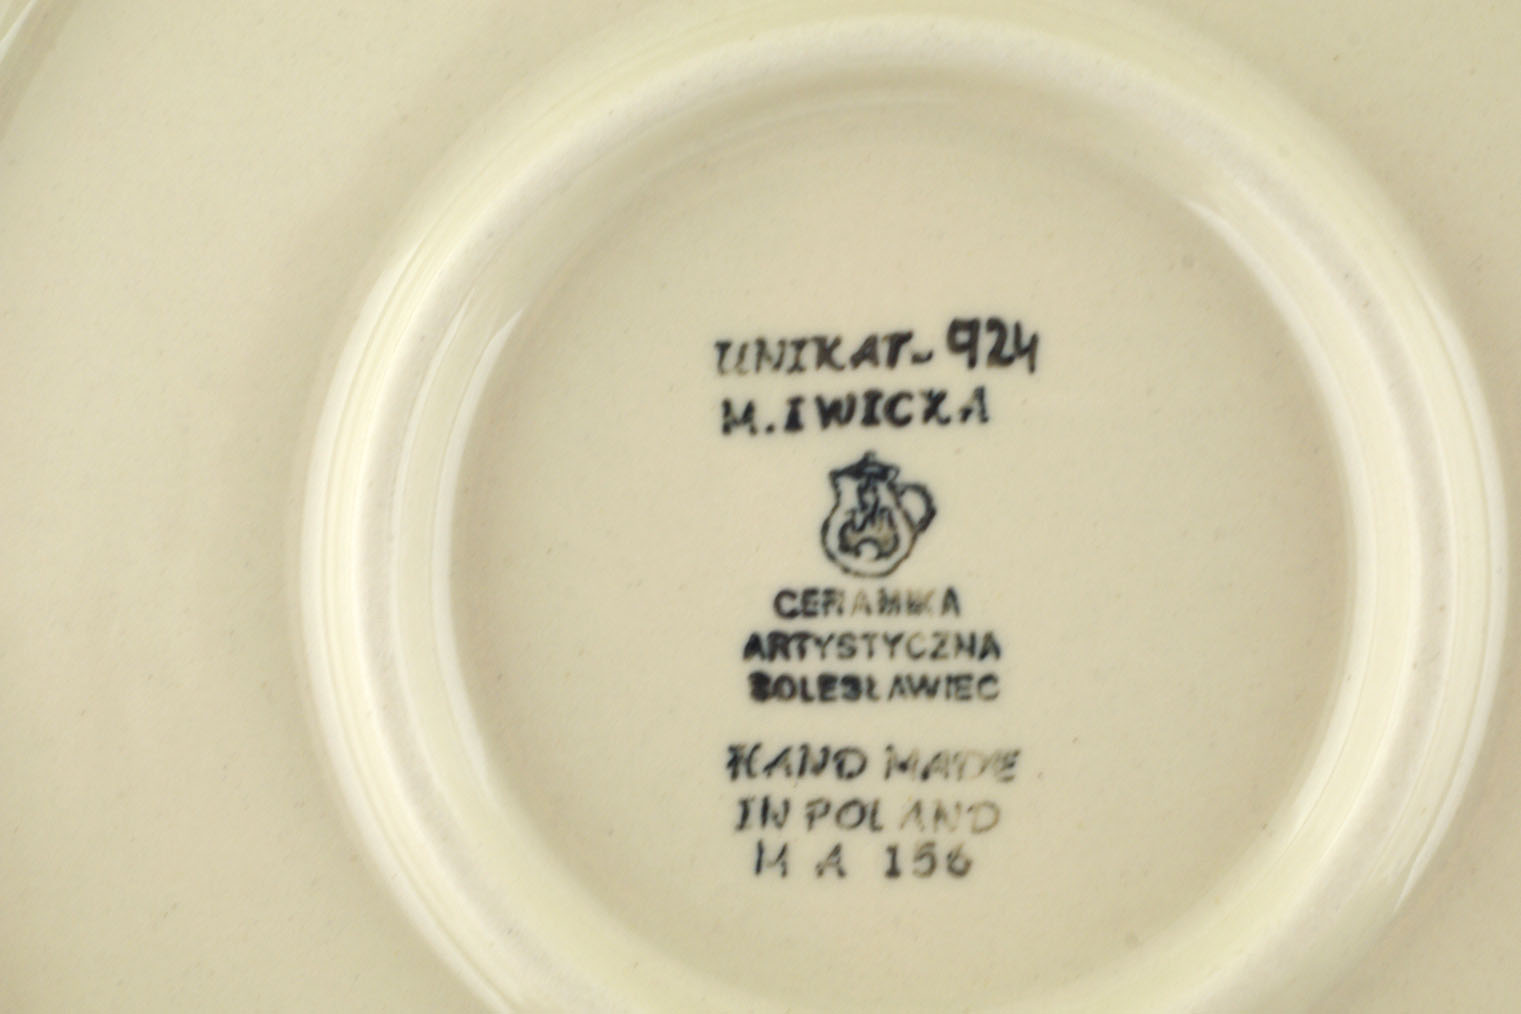 UNIKAT-924
M.IWICKA
CERAMIKA
ARTYSTYCZNA
BOLESŁAWIEC
HAND MADE
IN POLAND
M A 156